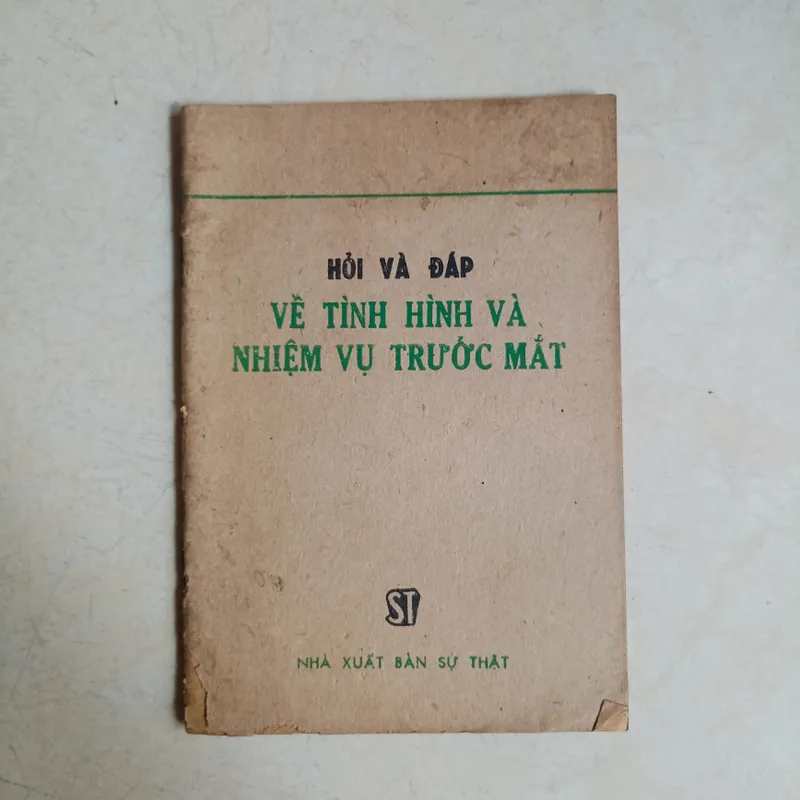 HỎI VÀ ĐÁP
VỀ TÌNH HÌNH VÀ
NHIỆM VỤ TRƯỚC MẮT
ST
NHÀ XUẤT BẢN SỰ THẬT